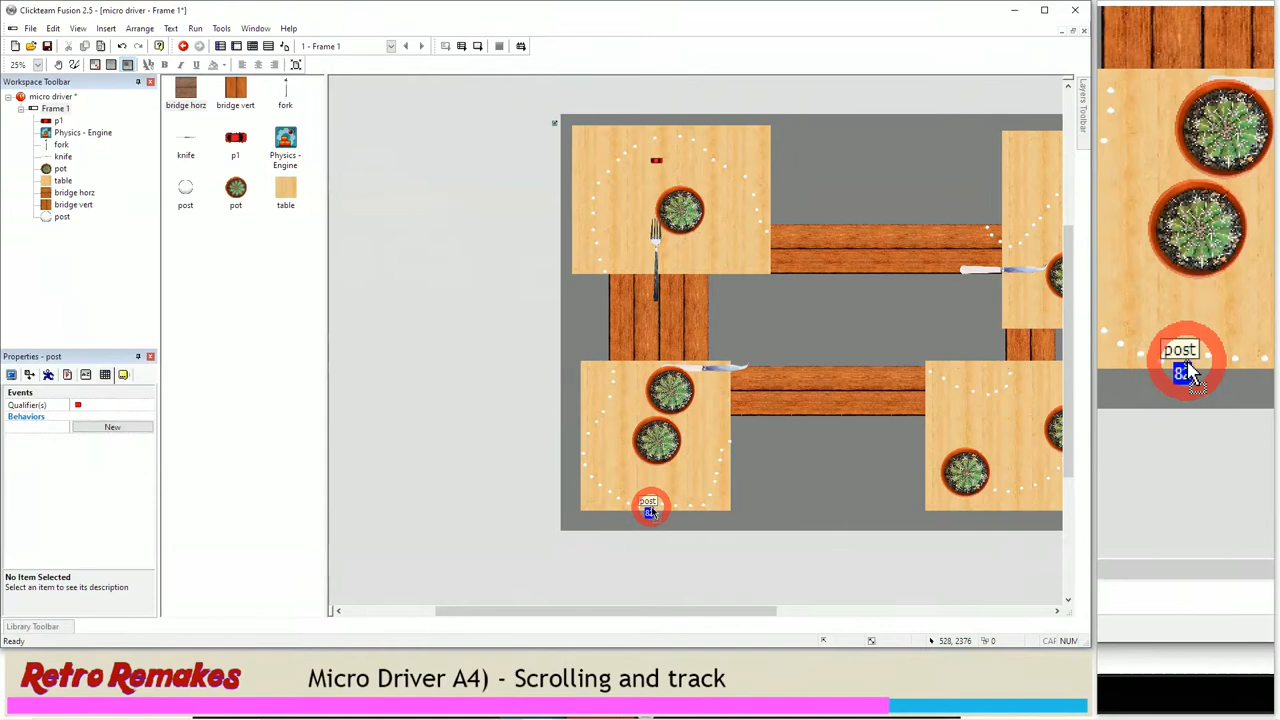 Clickteam Fusion 2.5 - [micro driver - Frame 1*]
File Edit View Insert Arrange Text Run Tools Window Help
1 - Frame 1
25%
Workspace Toolbar
micro driver *
Frame 1
p1
Physics - Engine
fork
knife
pot
table
bridge horz
bridge vert
post
bridge horz
bridge vert
fork
knife
p1
Physics - Engine
post
pot
table
Layers Toolbar
post
post
Properties - post
Events
Qualifier(s)
Behaviors
New
No Item Selected
Select an item to see its description
Library Toolbar
Ready
528, 2376
0
CAP NUM
Retro Remakes
Micro Driver A4) - Scrolling and track